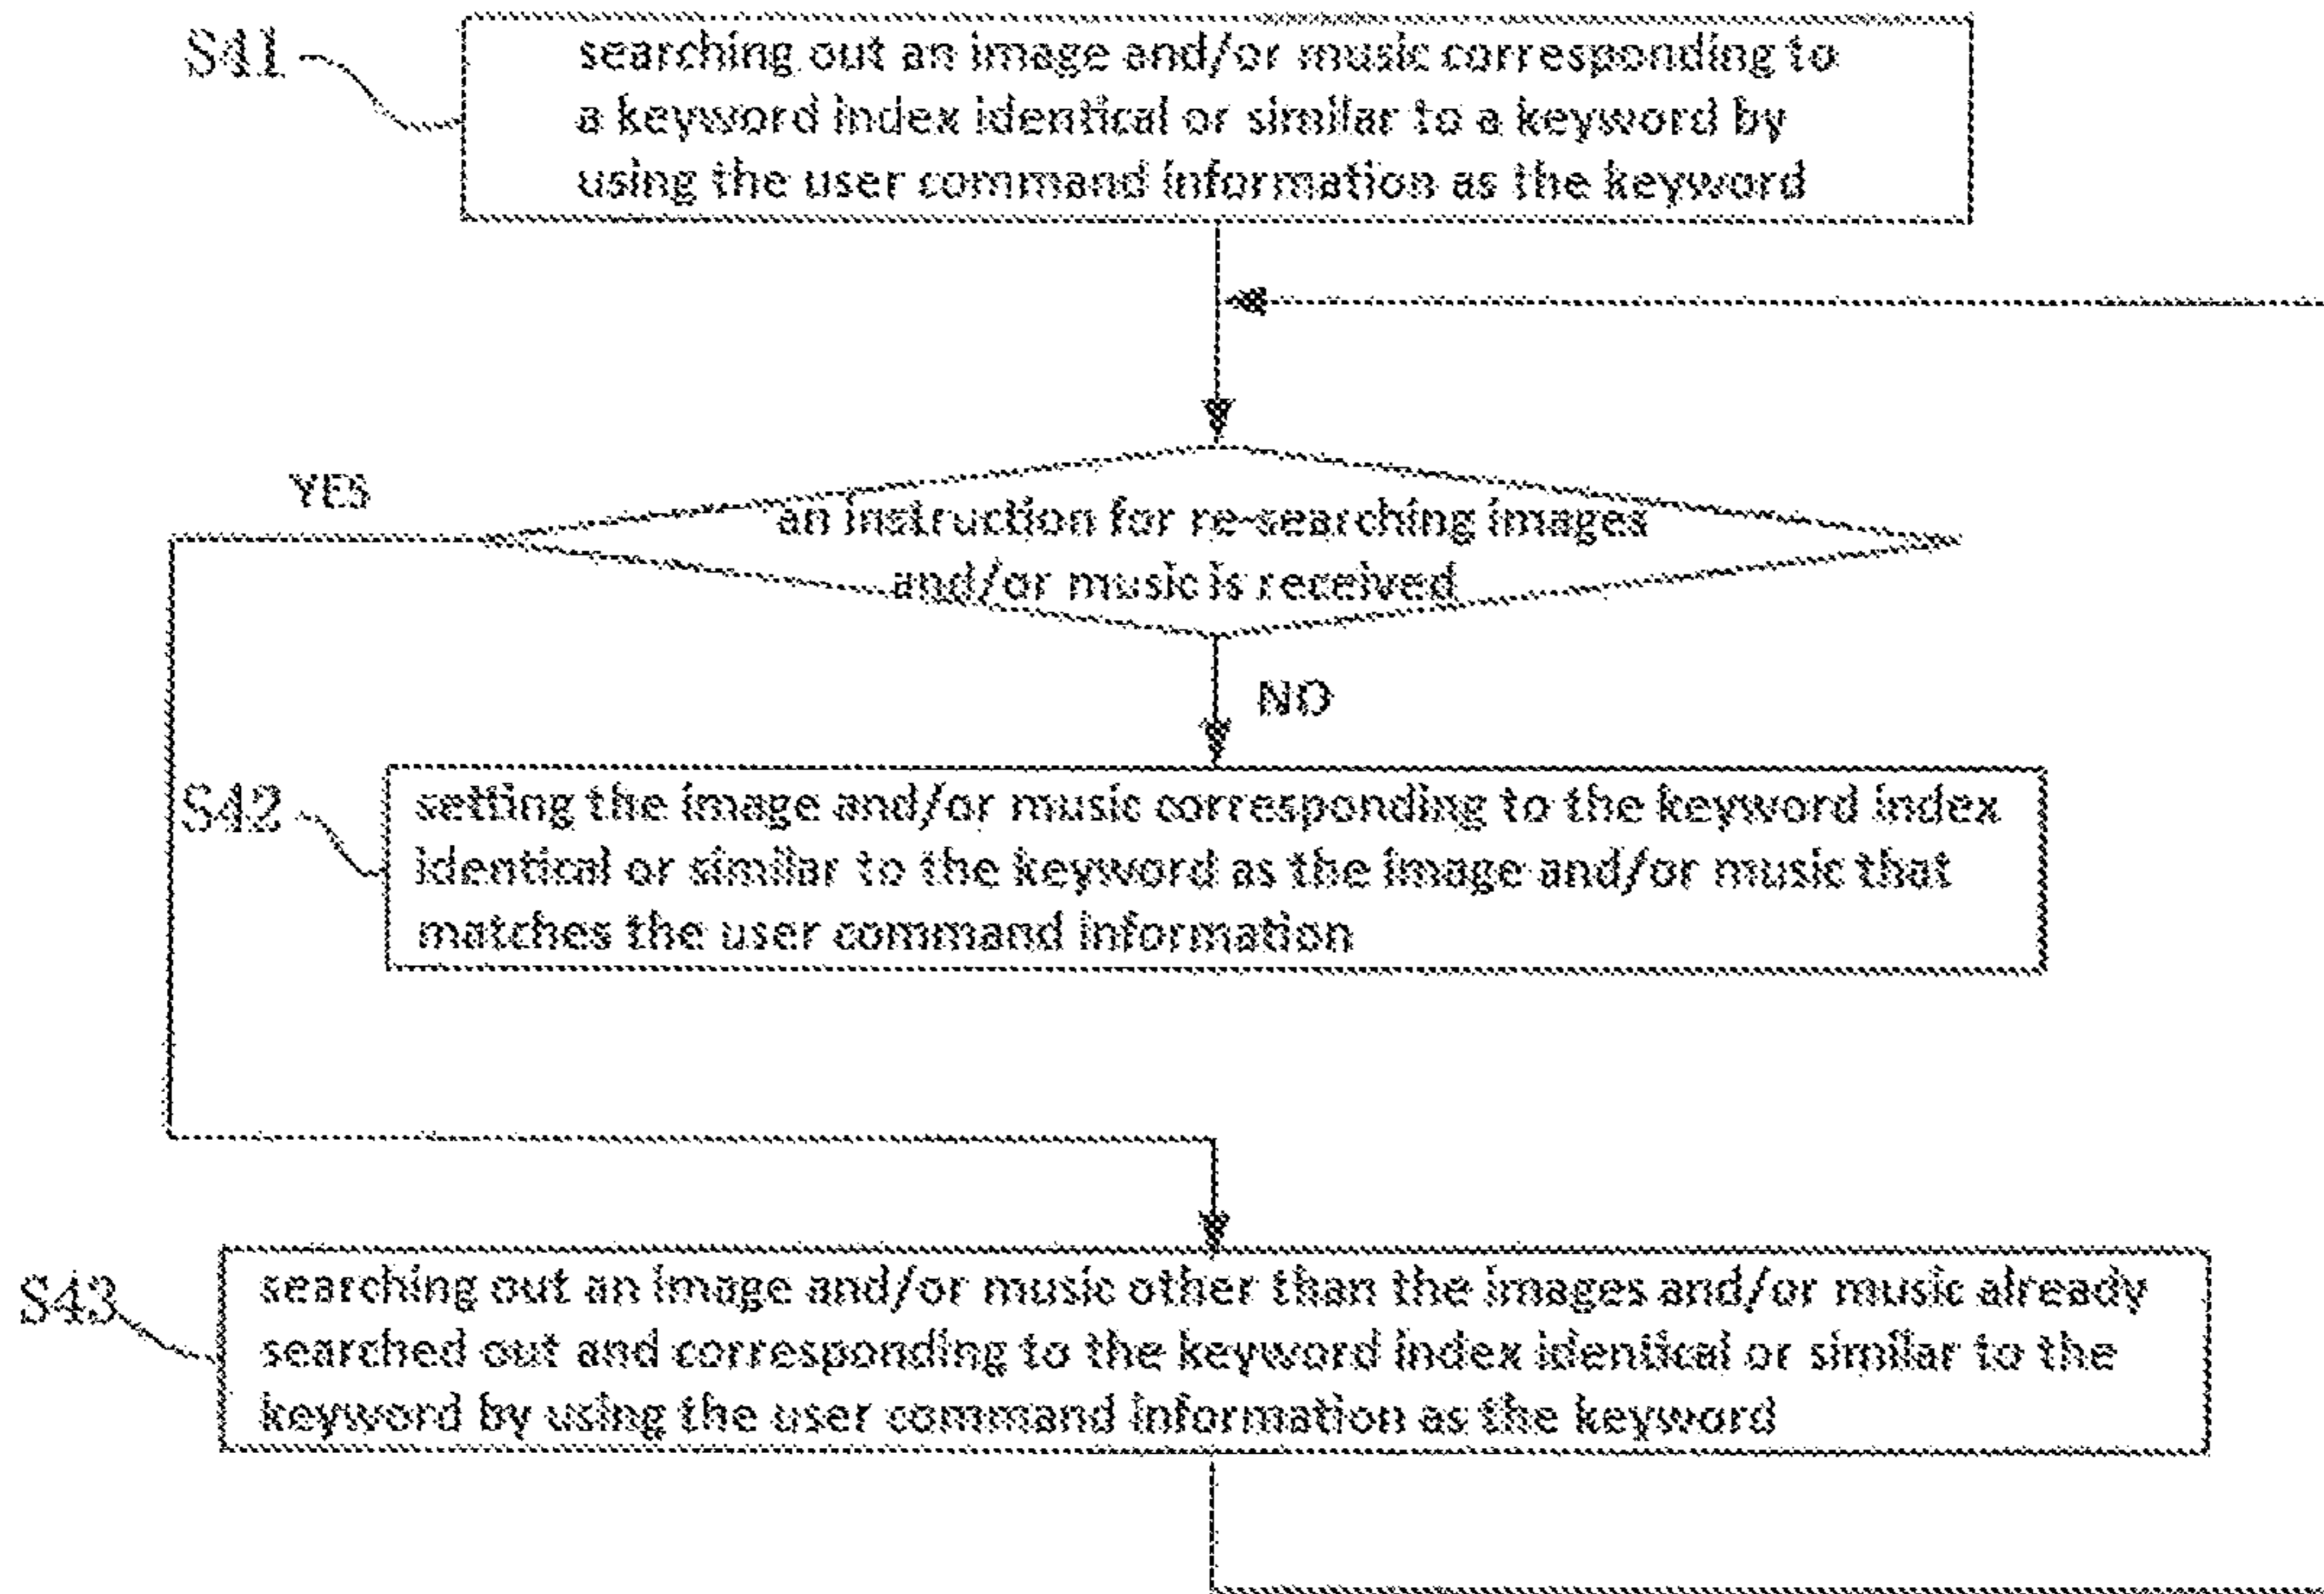 S41
searching out an image and/or music corresponding to
a keyword index identical or similar to a keyword by
using the user command information as the keyword
YES
an instruction for re-searching images
and/or music is received
NO
S42
setting the image and/or music corresponding to the keyword index
identical or similar to the keyword as the image and/or music that
matches the user command information
S43
searching out an image and/or music other than the images and/or music already
searched out and corresponding to the keyword index identical or similar to the
keyword by using the user command information as the keyword